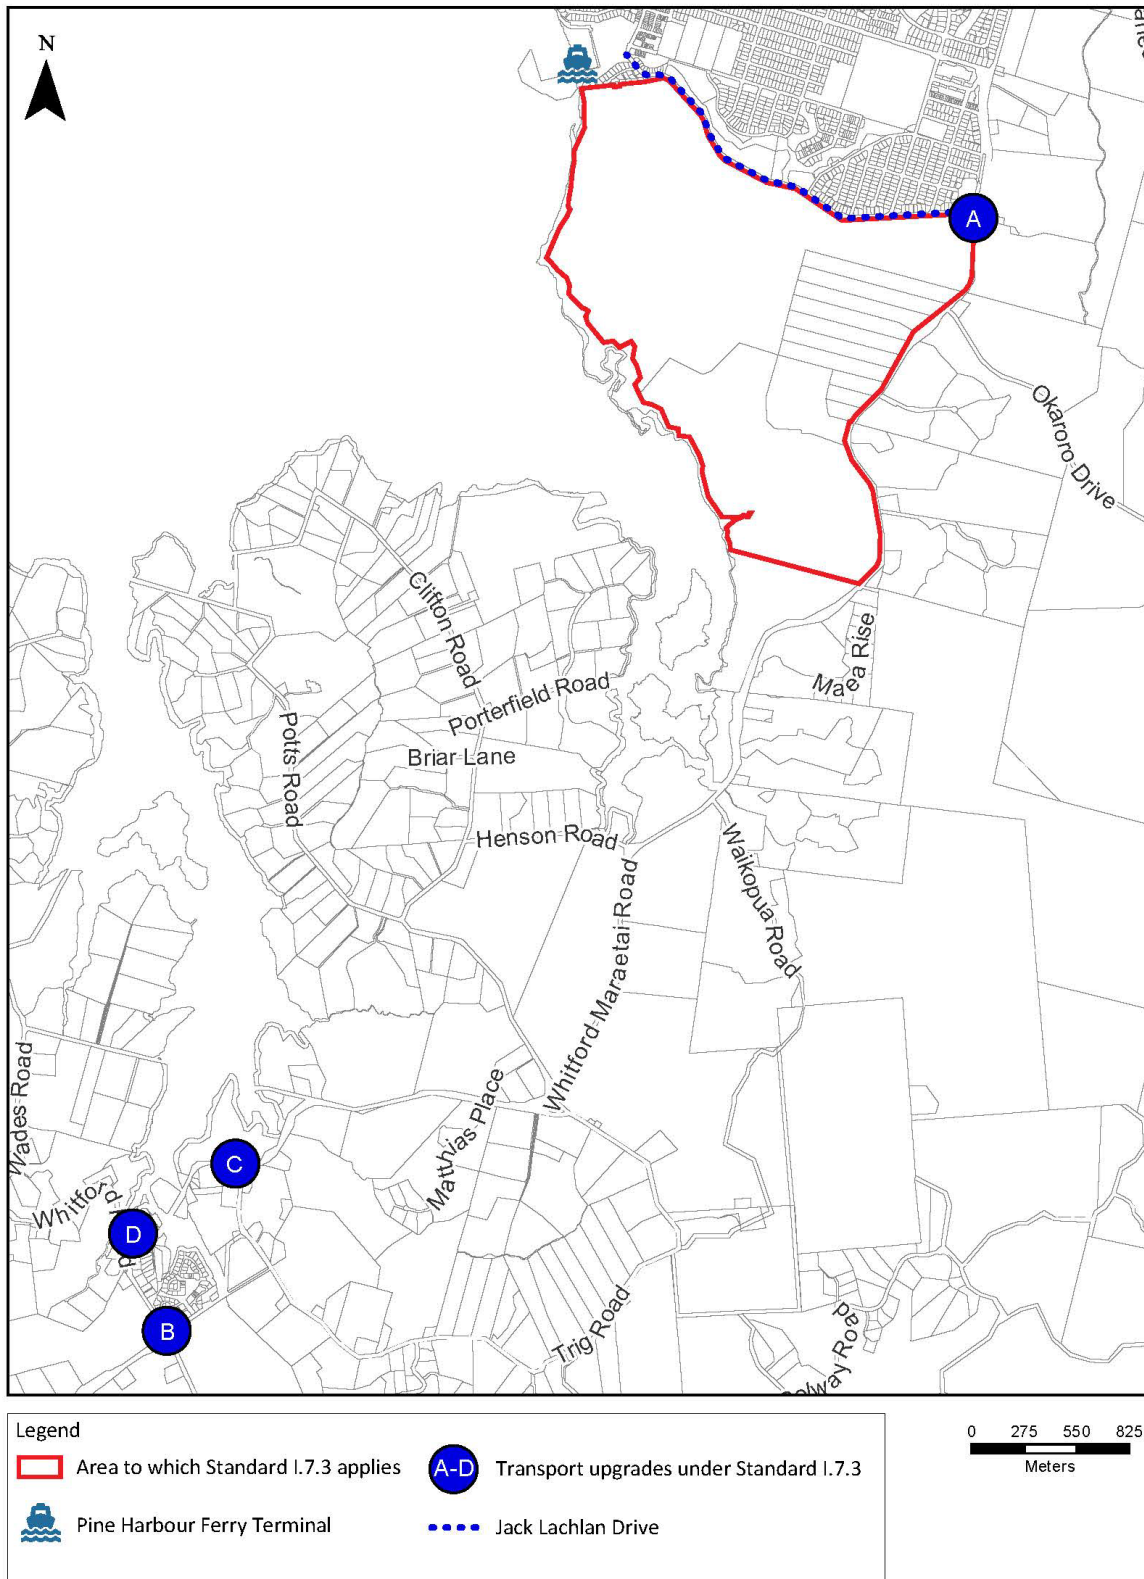 N
A
Okaroro Drive
Clifton Road
Maea Rise
Porterfield Road
Potts Road
Briar Lane
Henson Road
Waikopua Road
Whitford-Maraetai Road
Wades Road
Matthias Place
C
Whitford
D
B
Trig Road
Legend
Area to which Standard I.7.3 applies
A-D
Transport upgrades under Standard I.7.3
Pine Harbour Ferry Terminal
Jack Lachlan Drive
0 275 550 825
Meters